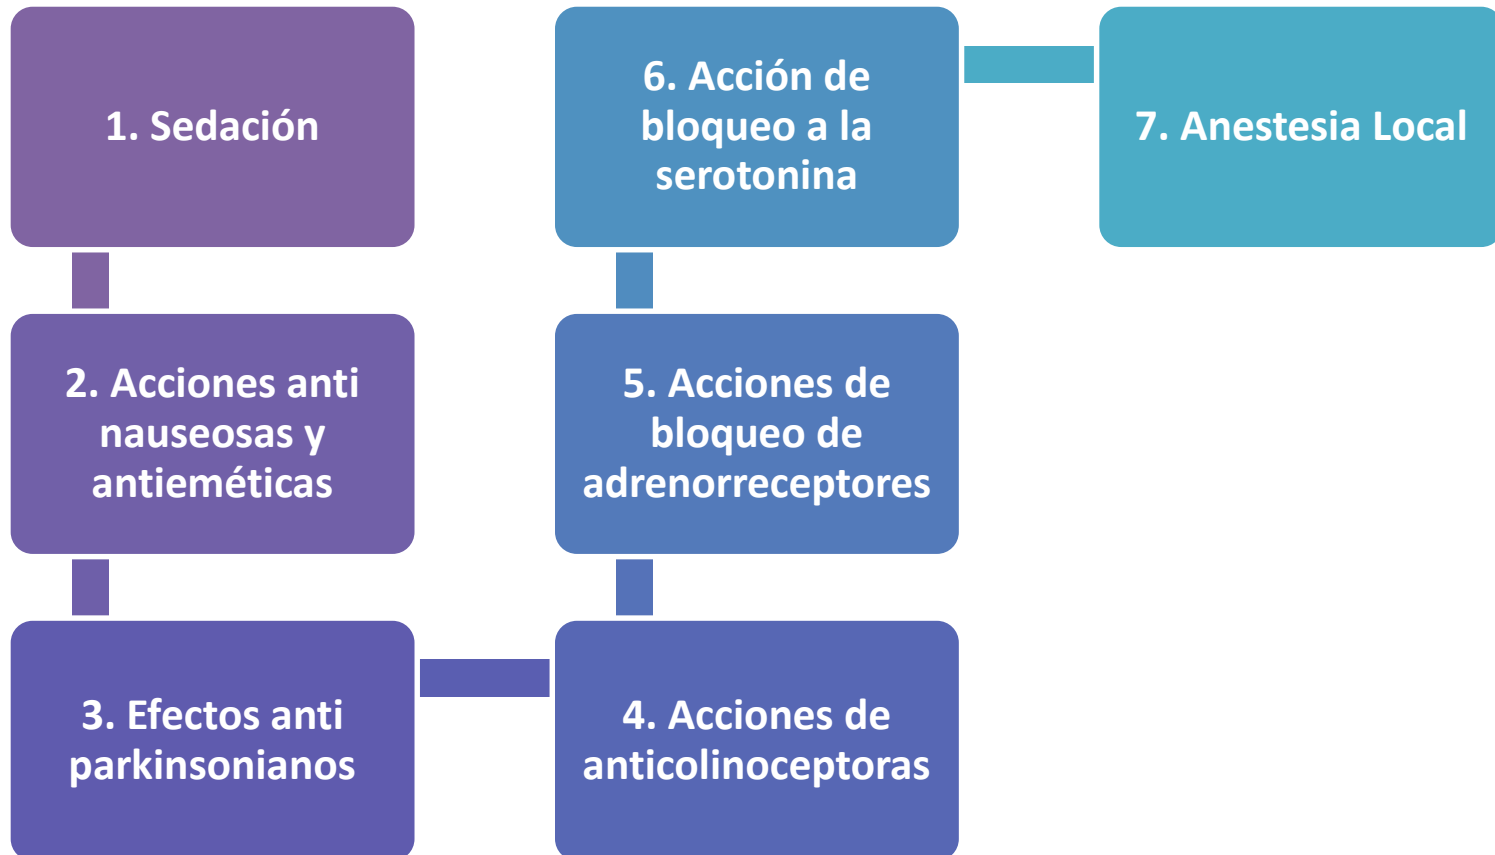 1. Sedación
2. Acciones anti
nauseosas y
antieméticas
3. Efectos anti
parkinsonianos
4. Acciones de
anticolinoceptoras
5. Acciones de
bloqueo de
adrenorreceptores
6. Acción de
bloqueo a la
serotonina
7. Anestesia Local